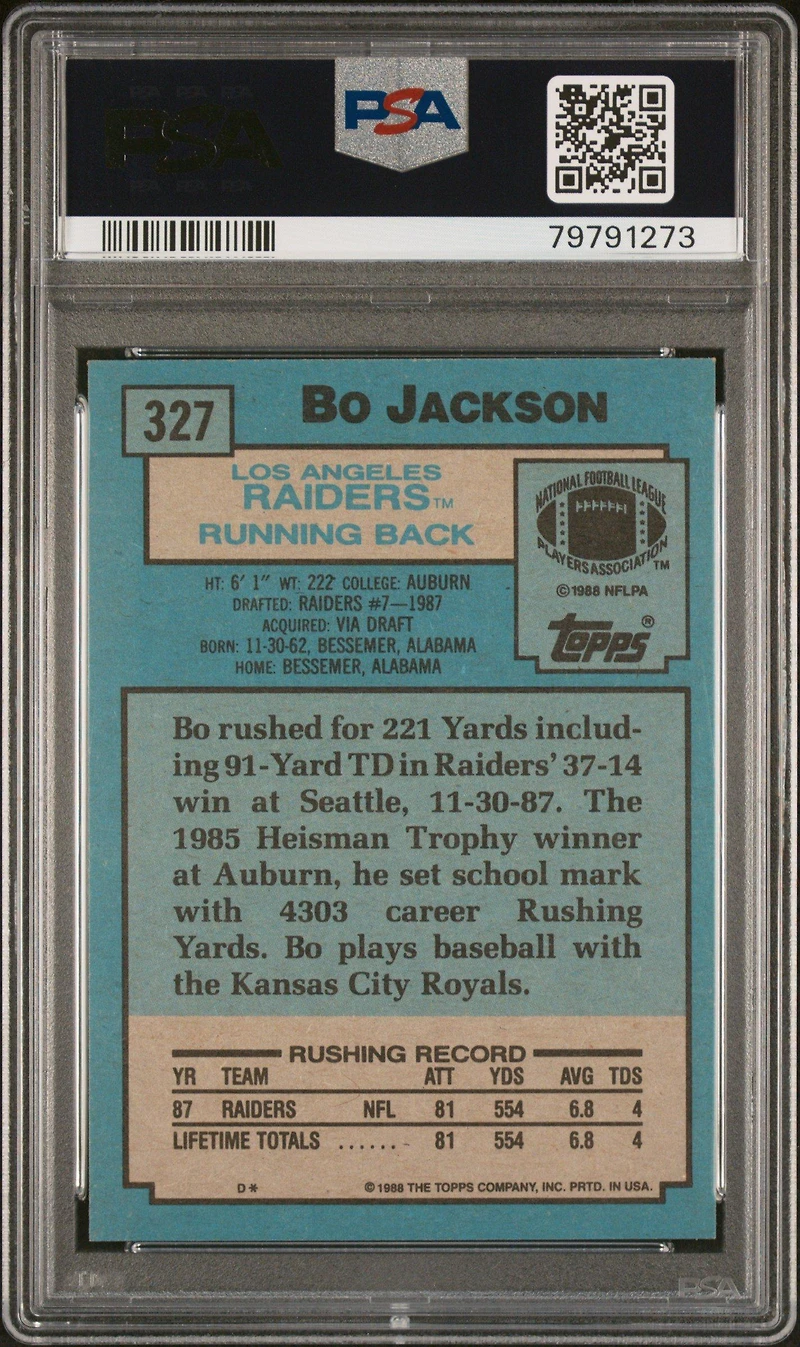 PSA
PSA
79791273
327
BO JACKSON
LOS ANGELES
RAIDERS™
RUNNING BACK
NATIONAL FOOTBALL LEAGUE
PLAYERS ASSOCIATION™
©1988 NFLPA
topps®
HT: 6' 1" WT: 222 COLLEGE: AUBURN
DRAFTED: RAIDERS #7—1987
ACQUIRED: VIA DRAFT
BORN: 11-30-62, BESSEMER, ALABAMA
HOME: BESSEMER, ALABAMA
Bo rushed for 221 Yards includ-
ing 91-Yard TD in Raiders' 37-14
win at Seattle, 11-30-87. The
1985 Heisman Trophy winner
at Auburn, he set school mark
with 4303 career Rushing
Yards. Bo plays baseball with
the Kansas City Royals.
RUSHING RECORD
YR TEAM ATT YDS AVG TDS
87 RAIDERS NFL 81 554 6.8 4
LIFETIME TOTALS ...... 81 554 6.8 4
D* ©1988 THE TOPPS COMPANY, INC. PRTD. IN USA.
PSA